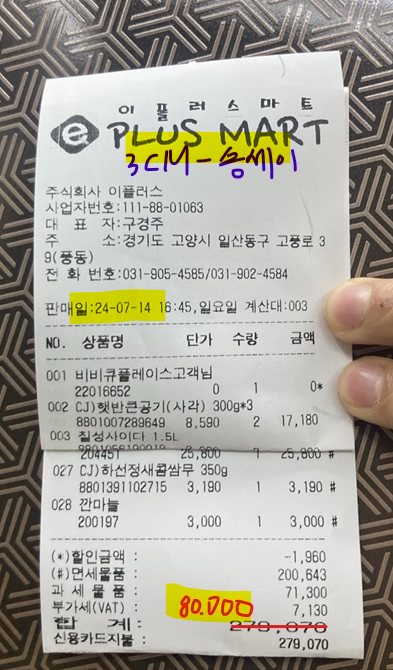 이플러스마트
e PLUS MART
3CM-송세이
주식회사 이플러스
사업자번호:111-88-01063
대 표 자:구경주
주 소:경기도 고양시 일산동구 고풍로 3
9(풍동)
전 화 번호:031-905-4585/031-902-4584
판매일:24-07-14 16:45,일요일 계산대:003
NO. 상품명 단가 수량 금액
001 비비큐플레이스고객님
22016652 0 1 0*
002 CJ)햇반큰공기(사각) 300g*3
8801007289649 8,590 2 17,180
003 칠성사이다 1.5L
204451 25,800 25,800 #
027 CJ)하선정새콤쌈무 350g
8801391102715 3,190 1 3,190 #
028 깐마늘
200197 3,000 1 3,000 #
(*)할인금액 : -1,960
(#)면세물품 : 200,643
과 세 물 품 : 71,300
부가세(VAT) : 7,130
80.000
합 계: 279,070
신용카드지불 : 279,070